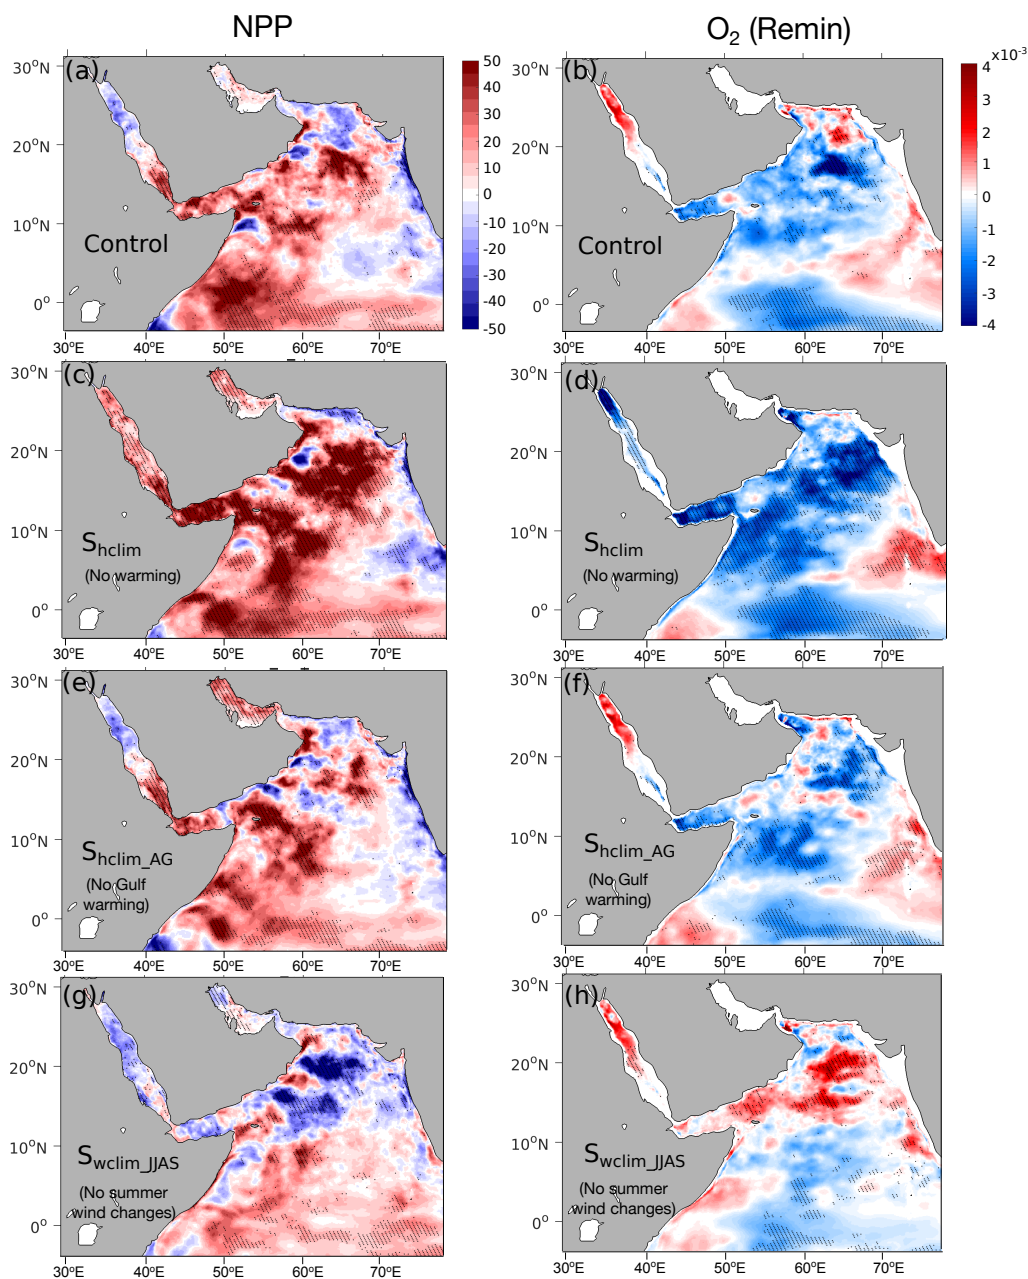 NPP
O₂ (Remin)
(a)
30°N
20°N
10°N
0°
Control
30°E 40°E 50°E 60°E 70°E
50
40
30
20
10
0
-10
-20
-30
-40
-50
(b)
30°N
20°N
10°N
0°
Control
30°E 40°E 50°E 60°E 70°E
x10⁻³
4
3
2
1
0
-1
-2
-3
-4
(c)
30°N
20°N
10°N
0°
S_hclim
(No warming)
30°E 40°E 50°E 60°E 70°E
(d)
30°N
20°N
10°N
0°
S_hclim
(No warming)
30°E 40°E 50°E 60°E 70°E
(e)
30°N
20°N
10°N
0°
S_hclim_AG
(No Gulf
warming)
30°E 40°E 50°E 60°E 70°E
(f)
30°N
20°N
10°N
0°
S_hclim_AG
(No Gulf
warming)
30°E 40°E 50°E 60°E 70°E
(g)
30°N
20°N
10°N
0°
S_wclim_JJAS
(No summer
wind changes)
30°E 40°E 50°E 60°E 70°E
(h)
30°N
20°N
10°N
0°
S_wclim_JJAS
(No summer
wind changes)
30°E 40°E 50°E 60°E 70°E